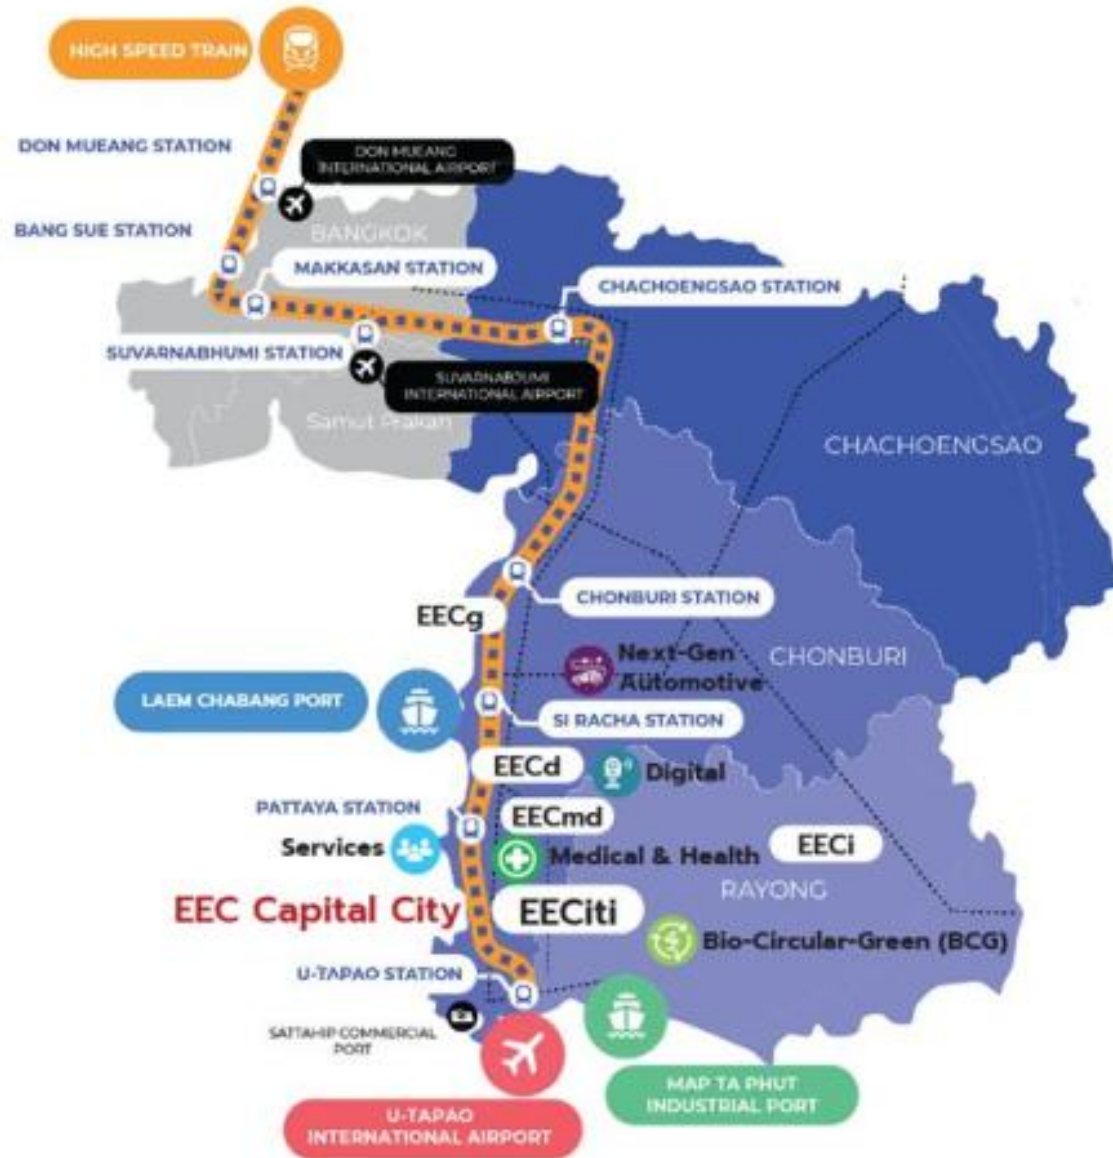 HIGH SPEED TRAIN
DON MUEANG STATION
DON MUEANG
INTERNATIONAL AIRPORT
BANG SUE STATION
BANGKOK
MAKKASAN STATION
CHACHOENGSAO STATION
SUVARNABHUMI STATION
SUVARNABJUMI
INTERNATIONAL AIRPORT
Samut Prakan
CHACHOENGSAO
CHONBURI STATION
EECg
Next-Gen
Automotive
CHONBURI
LAEM CHABANG PORT
SI RACHA STATION
EECd
Digital
PATTAYA STATION
EECmd
Services
Medical & Health
EECi
RAYONG
EEC Capital City
EECiti
Bio-Circular-Green (BCG)
U-TAPAO STATION
SATTAHIP COMMERCIAL
PORT
MAP TA PHUT
INDUSTRIAL PORT
U-TAPAO
INTERNATIONAL AIRPORT